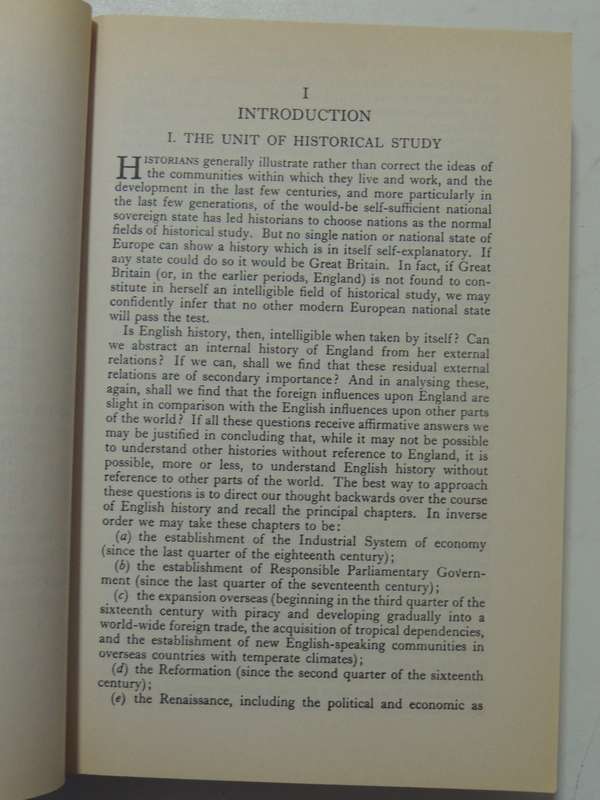 I
INTRODUCTION
I. THE UNIT OF HISTORICAL STUDY
HISTORIANS generally illustrate rather than correct the ideas of
the communities within which they live and work, and the
development in the last few centuries, and more particularly in
the last few generations, of the would-be self-sufficient national
sovereign state has led historians to choose nations as the normal
fields of historical study. But no single nation or national state of
Europe can show a history which is in itself self-explanatory. If
any state could do so it would be Great Britain. In fact, if Great
Britain (or, in the earlier periods, England) is not found to con-
stitute in herself an intelligible field of historical study, we may
confidently infer that no other modern European national state
will pass the test.
Is English history, then, intelligible when taken by itself? Can
we abstract an internal history of England from her external
relations? If we can, shall we find that these residual external
relations are of secondary importance? And in analysing these,
again, shall we find that the foreign influences upon England are
slight in comparison with the English influences upon other parts
of the world? If all these questions receive affirmative answers we
may be justified in concluding that, while it may not be possible
to understand other histories without reference to England, it is
possible, more or less, to understand English history without
reference to other parts of the world. The best way to approach
these questions is to direct our thought backwards over the course
of English history and recall the principal chapters. In inverse
order we may take these chapters to be:
(a) the establishment of the Industrial System of economy
(since the last quarter of the eighteenth century);
(b) the establishment of Responsible Parliamentary Govern-
ment (since the last quarter of the seventeenth century);
(c) the expansion overseas (beginning in the third quarter of the
sixteenth century with piracy and developing gradually into a
world-wide foreign trade, the acquisition of tropical dependencies,
and the establishment of new English-speaking communities in
overseas countries with temperate climates);
(d) the Reformation (since the second quarter of the sixteenth
century);
(e) the Renaissance, including the political and economic as